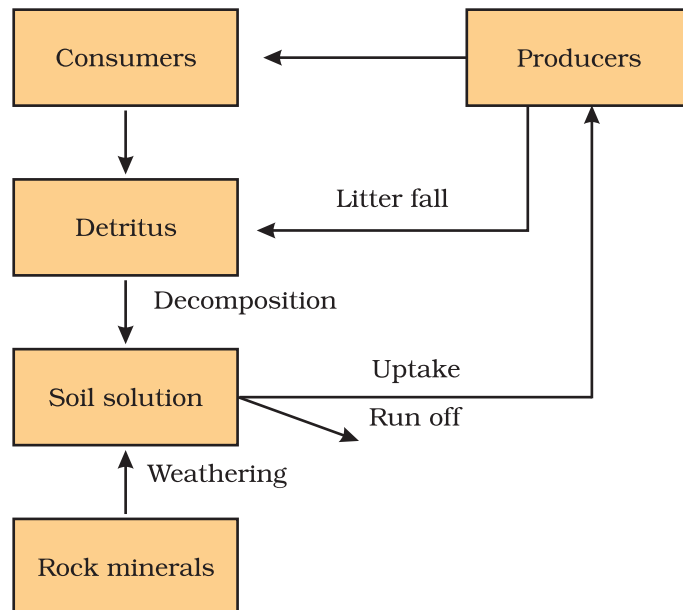 Consumers
Producers
Litter fall
Detritus
Decomposition
Uptake
Soil solution
Run off
Weathering
Rock minerals